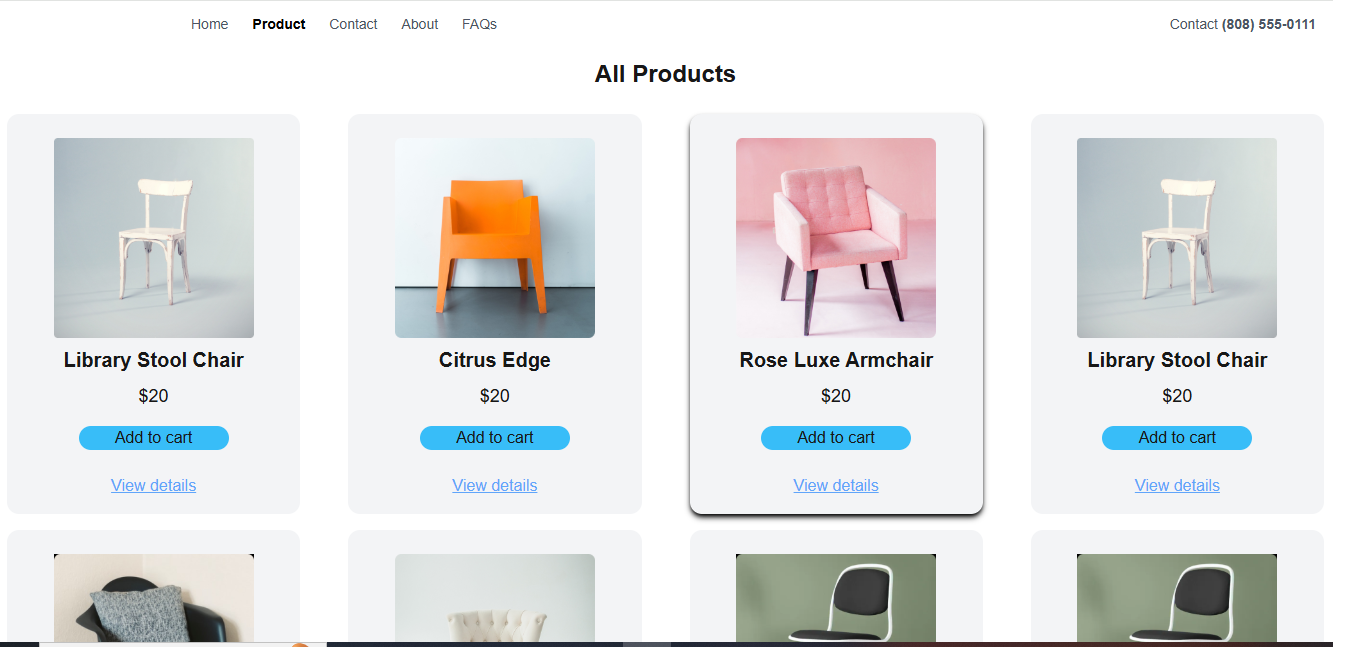 Home Product Contact About FAQs Contact (808) 555-0111
All Products
Library Stool Chair Citrus Edge Rose Luxe Armchair Library Stool Chair
$20 $20 $20 $20
Add to cart Add to cart Add to cart Add to cart
View details View details View details View details